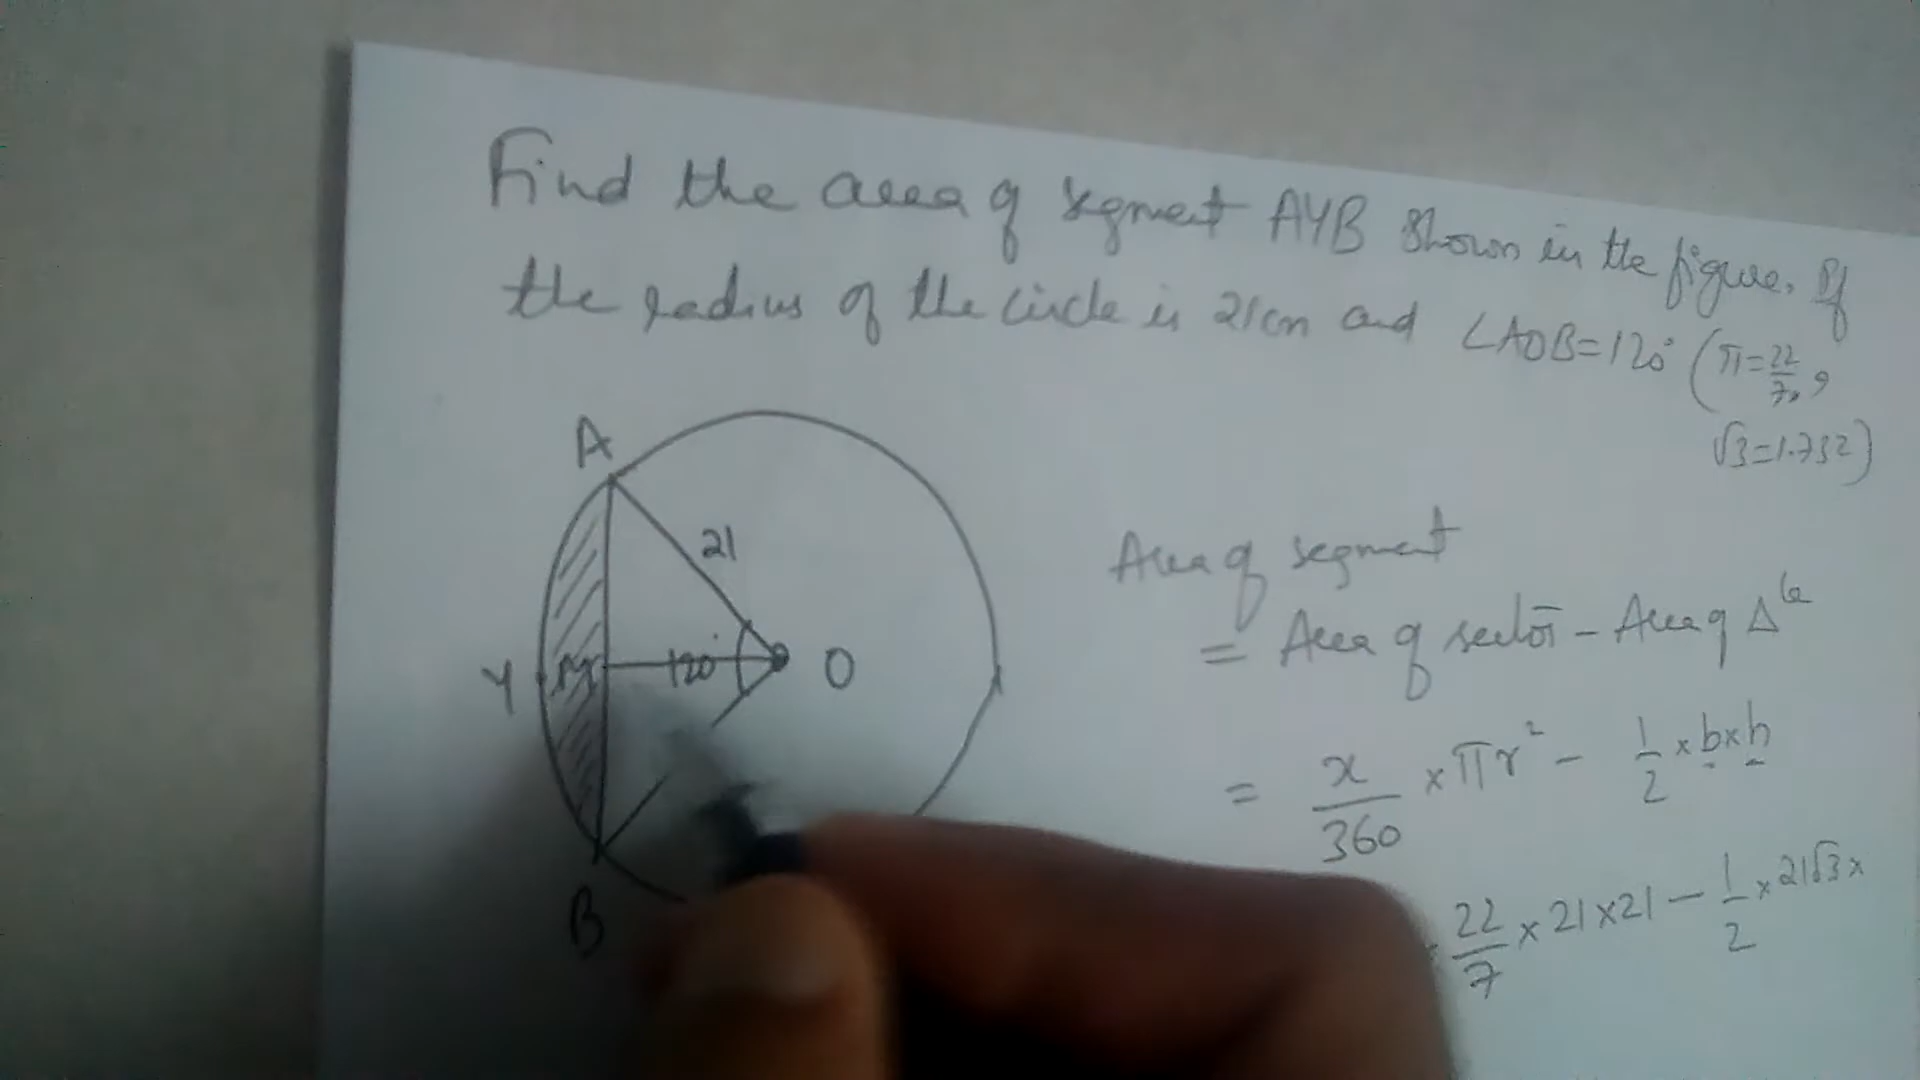 Find the area of segment AYB shown in the figure, If
the radius of the circle is 21cm and ∠AOB=120° (π=22/7,
√3=1.732)
A
21
Y M 120° O
B
Area of segment
= Area of sector - Area of Δle
= x/360 × πr² - 1/2 × b × h
22/7 × 21 × 21 - 1/2 × 21√3 ×